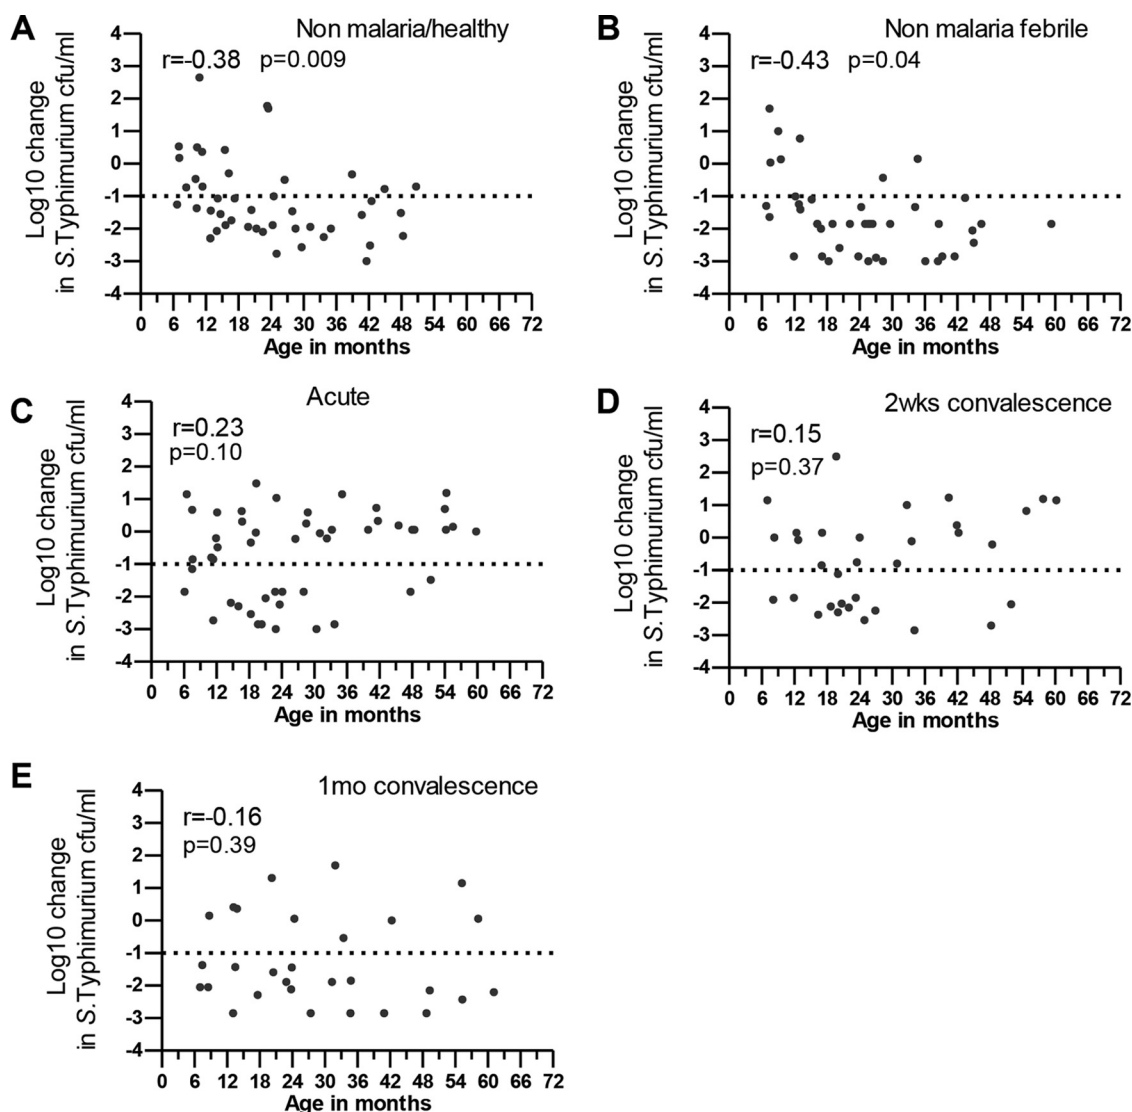 A
Non malaria/healthy
r=-0.38 p=0.009
Log10 change
in S.Typhimurium cfu/ml
4
3
2
1
0
-1
-2
-3
-4
0 6 12 18 24 30 36 42 48 54 60 66 72
Age in months
B
Non malaria febrile
r=-0.43 p=0.04
Log10 change
in S.Typhimurium cfu/ml
4
3
2
1
0
-1
-2
-3
-4
0 6 12 18 24 30 36 42 48 54 60 66 72
Age in months
C
Acute
r=0.23
p=0.10
Log10 change
in S.Typhimurium cfu/ml
4
3
2
1
0
-1
-2
-3
-4
0 6 12 18 24 30 36 42 48 54 60 66 72
Age in months
D
2wks convalescence
r=0.15
p=0.37
Log10 change
in S.Typhimurium cfu/ml
4
3
2
1
0
-1
-2
-3
-4
0 6 12 18 24 30 36 42 48 54 60 66 72
Age in months
E
1mo convalescence
r=-0.16
p=0.39
Log10 change
in S.Typhimurium cfu/ml
4
3
2
1
0
-1
-2
-3
-4
0 6 12 18 24 30 36 42 48 54 60 66 72
Age in months